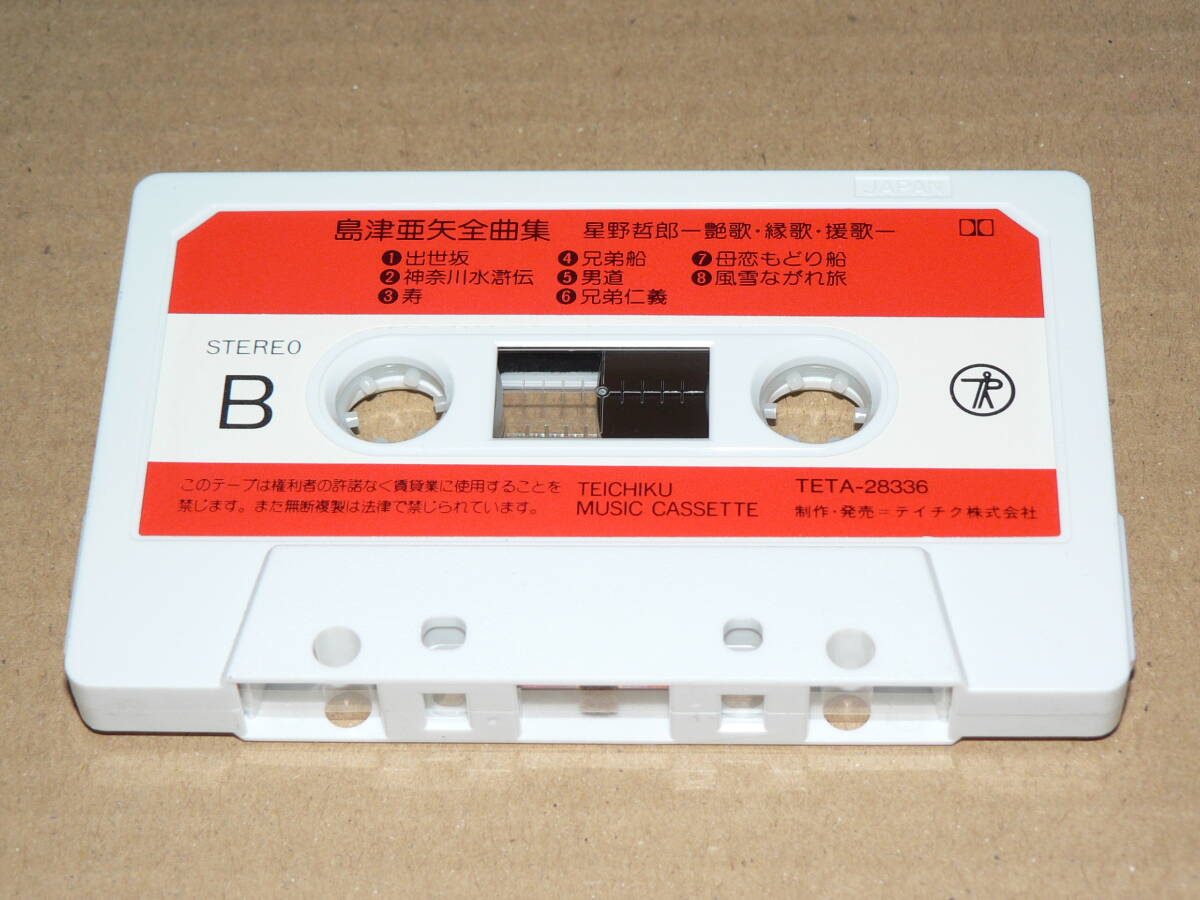 JAPAN
島津亜矢全曲集 星野哲郎ー艶歌・縁歌・援歌ー
❶出世坂 ❹兄弟船 ❼母恋もどり船
❷神奈川水滸伝 ❺男道 ❽風雪ながれ旅
❸寿 ❻兄弟仁義
STEREO
B
このテープは権利者の許諾なく賃貸業に使用することを
禁じます。また無断複製は法律で禁じられています。
TEICHIKU
MUSIC CASSETTE
TETA-28336
制作・発売=テイチク株式会社